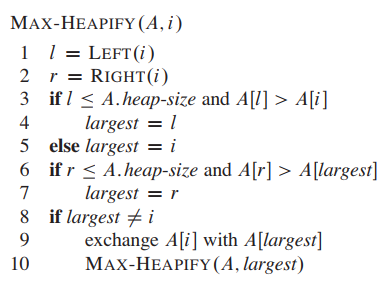 MAX-HEAPIFY(A, i)
1 l = LEFT(i)
2 r = RIGHT(i)
3 if l ≤ A.heap-size and A[l] > A[i]
4 largest = l
5 else largest = i
6 if r ≤ A.heap-size and A[r] > A[largest]
7 largest = r
8 if largest ≠ i
9 exchange A[i] with A[largest]
10 MAX-HEAPIFY(A, largest)